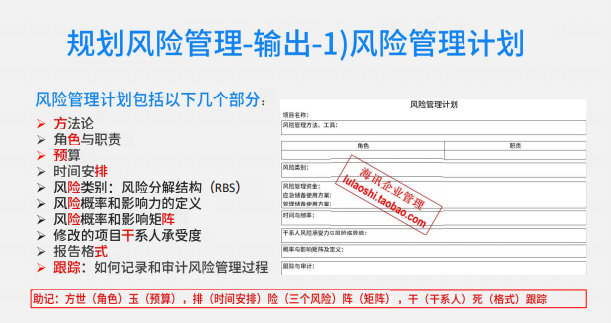 规划风险管理-输出-1)风险管理计划
风险管理计划包括以下几个部分：
方法论
角色与职责
预算
时间安排
风险类别：风险分解结构（RBS）
风险概率和影响力的定义
风险概率和影响矩阵
修改的项目干系人承受度
报告格式
跟踪：如何记录和审计风险管理过程
风险管理计划
项目名称：
风险管理方法、工具：
角色 职责
风险类别：
风险管理资金：
应急储备使用方案：
管理储备使用方案：
时间与频率：
干系人风险承受力与风险临界值：
概率与影响矩阵及定义：
跟踪与审计：
海讯企业管理
lulaoshi.taobao.com
助记：方世（角色）玉（预算），排（时间安排）险（三个风险）阵（矩阵），干（干系人）死（格式）跟踪